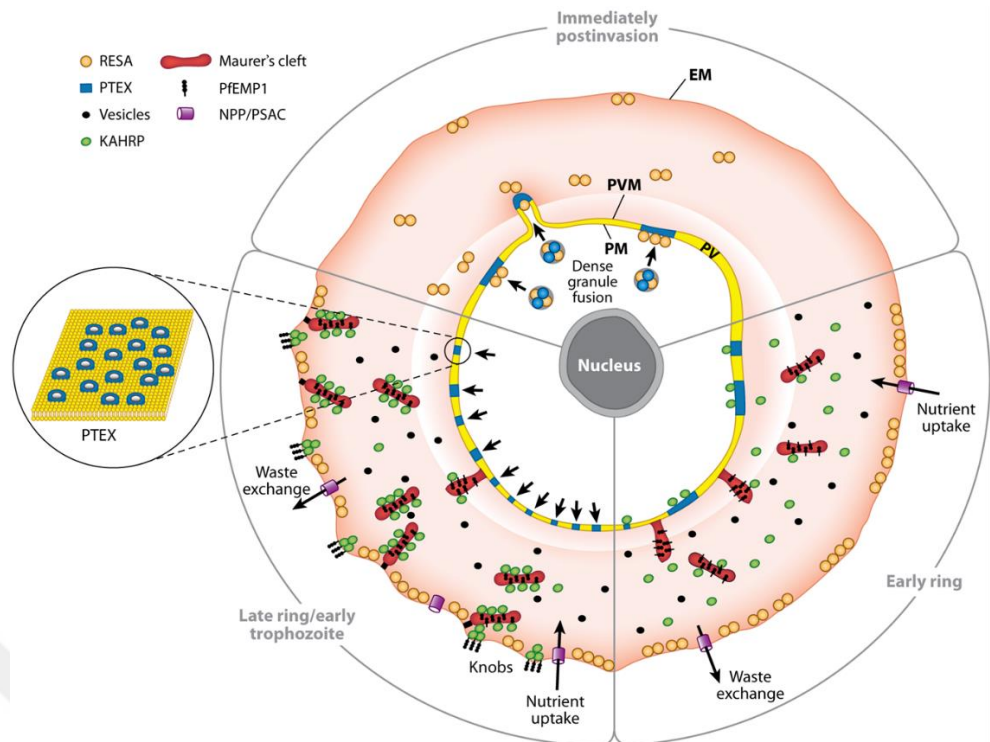 Immediately
postinvasion
RESA
Maurer's cleft
PTEX
PfEMP1
Vesicles
NPP/PSAC
KAHRP
EM
PVM
PM
PV
Dense
granule
fusion
Nucleus
PTEX
Nutrient
uptake
Waste
exchange
Early ring
Late ring/early
trophozoite
Knobs
Nutrient
uptake
Waste
exchange